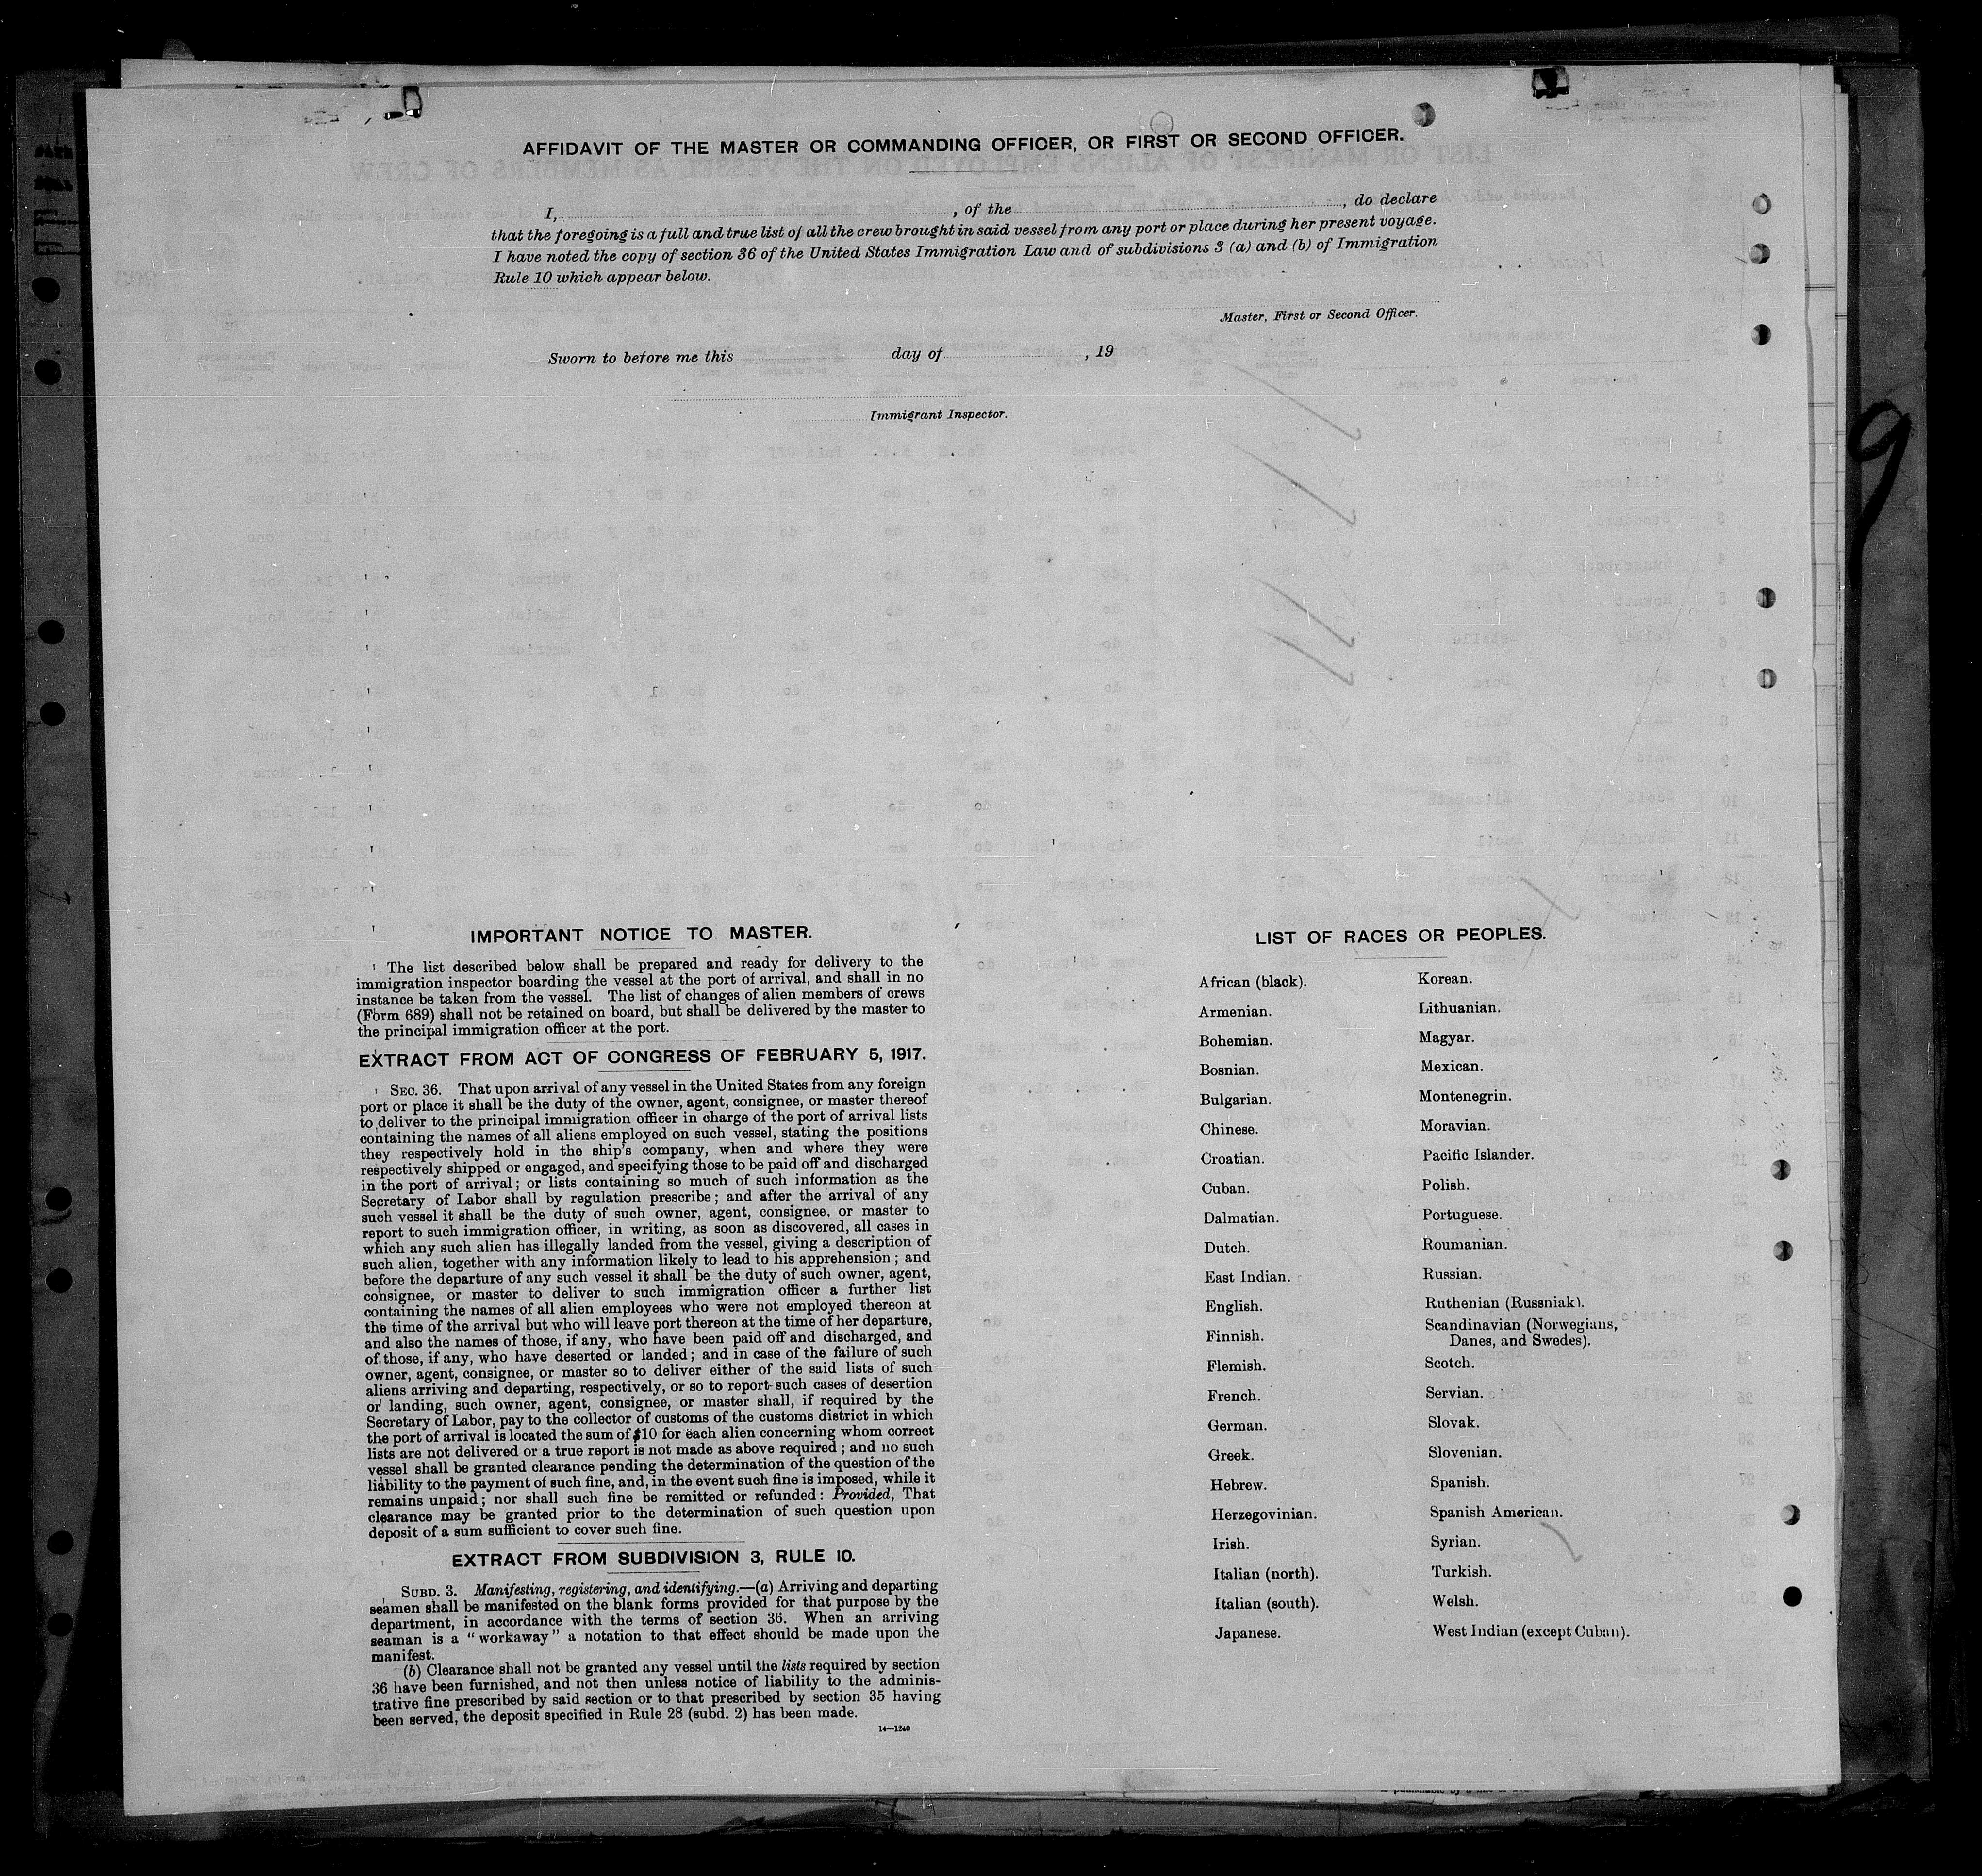 AFFIDAVIT OF THE MASTER OR COMMANDING OFFICER, OR FIRST OR SECOND OFFICER.
I, , of the , do declare
that the foregoing is a full and true list of all the crew brought in said vessel from any port or place during her present voyage.
I have noted the copy of section 36 of the United States Immigration Law and of subdivisions 3 (a) and (b) of Immigration
Rule 10 which appear below.
Master, First or Second Officer.
Sworn to before me this day of , 19
Immigrant Inspector.
9
IMPORTANT NOTICE TO MASTER.
The list described below shall be prepared and ready for delivery to the
immigration inspector boarding the vessel at the port of arrival, and shall in no
instance be taken from the vessel. The list of changes of alien members of crews
(Form 689) shall not be retained on board, but shall be delivered by the master to
the principal immigration officer at the port.
EXTRACT FROM ACT OF CONGRESS OF FEBRUARY 5, 1917.
SEC. 36. That upon arrival of any vessel in the United States from any foreign
port or place it shall be the duty of the owner, agent, consignee, or master thereof
to deliver to the principal immigration officer in charge of the port of arrival lists
containing the names of all aliens employed on such vessel, stating the positions
they respectively hold in the ship's company, when and where they were
respectively shipped or engaged, and specifying those to be paid off and discharged
in the port of arrival; or lists containing so much of such information as the
Secretary of Labor shall by regulation prescribe; and after the arrival of any
such vessel it shall be the duty of such owner, agent, consignee, or master to
report to such immigration officer, in writing, as soon as discovered, all cases in
which any such alien has illegally landed from the vessel, giving a description of
such alien, together with any information likely to lead to his apprehension; and
before the departure of any such vessel it shall be the duty of such owner, agent,
consignee, or master to deliver to such immigration officer a further list
containing the names of all alien employees who were not employed thereon at
the time of the arrival but who will leave port thereon at the time of her departure,
and also the names of those, if any, who have been paid off and discharged, and
of those, if any, who have deserted or landed; and in case of the failure of such
owner, agent, consignee, or master so to deliver either of the said lists of such
aliens arriving and departing, respectively, or so to report such cases of desertion
or landing, such owner, agent, consignee, or master shall, if required by the
Secretary of Labor, pay to the collector of customs of the customs district in which
the port of arrival is located the sum of $10 for each alien concerning whom correct
lists are not delivered or a true report is not made as above required; and no such
vessel shall be granted clearance pending the determination of the question of the
liability to the payment of such fine, and, in the event such fine is imposed, while it
remains unpaid; nor shall such fine be remitted or refunded: Provided, That
clearance may be granted prior to the determination of such question upon
deposit of a sum sufficient to cover such fine.
EXTRACT FROM SUBDIVISION 3, RULE 10.
SUBD. 3. Manifesting, registering, and identifying.—(a) Arriving and departing
seamen shall be manifested on the blank forms provided for that purpose by the
department, in accordance with the terms of section 36. When an arriving
seaman is a "workaway" a notation to that effect should be made upon the
manifest.
(b) Clearance shall not be granted any vessel until the lists required by section
36 have been furnished, and not then unless notice of liability to the adminis-
trative fine prescribed by said section or to that prescribed by section 35 having
been served, the deposit specified in Rule 28 (subd. 2) has been made.
14—1240
LIST OF RACES OR PEOPLES.
African (black).
Armenian.
Bohemian.
Bosnian.
Bulgarian.
Chinese.
Croatian.
Cuban.
Dalmatian.
Dutch.
East Indian.
English.
Finnish.
Flemish.
French.
German.
Greek.
Hebrew.
Herzegovinian.
Irish.
Italian (north).
Italian (south).
Japanese.
Korean.
Lithuanian.
Magyar.
Mexican.
Montenegrin.
Moravian.
Pacific Islander.
Polish.
Portuguese.
Roumanian.
Russian.
Ruthenian (Russniak).
Scandinavian (Norwegians,
Danes, and Swedes).
Scotch.
Servian.
Slovak.
Slovenian.
Spanish.
Spanish American.
Syrian.
Turkish.
Welsh.
West Indian (except Cuban).